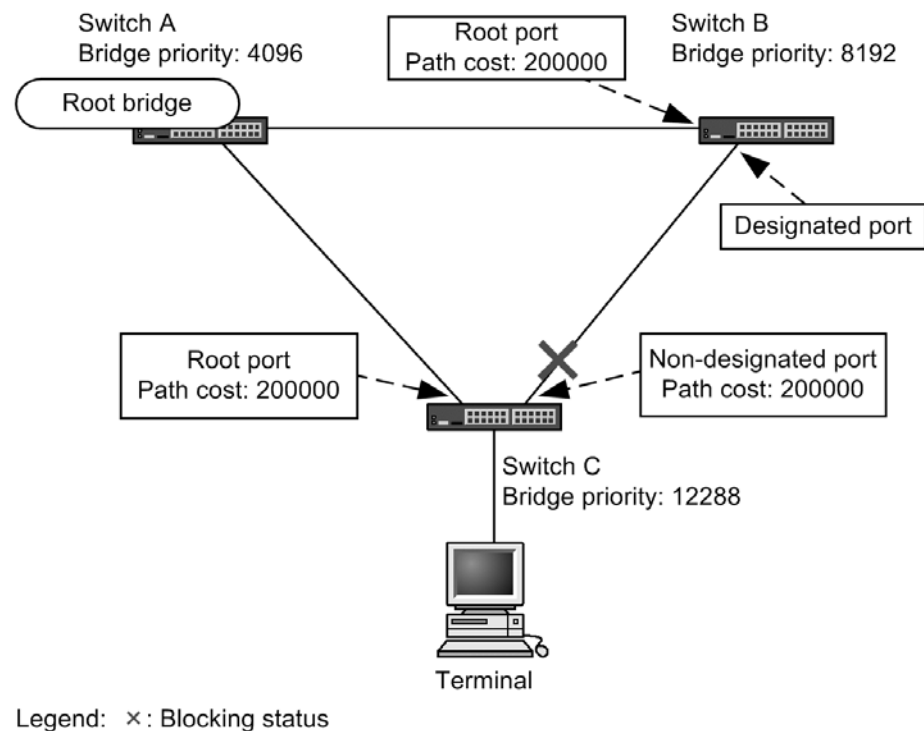 Switch A
Bridge priority: 4096
Root bridge
Root port
Path cost: 200000
Switch B
Bridge priority: 8192
Designated port
Root port
Path cost: 200000
Non-designated port
Path cost: 200000
Switch C
Bridge priority: 12288
Terminal
Legend: ×: Blocking status